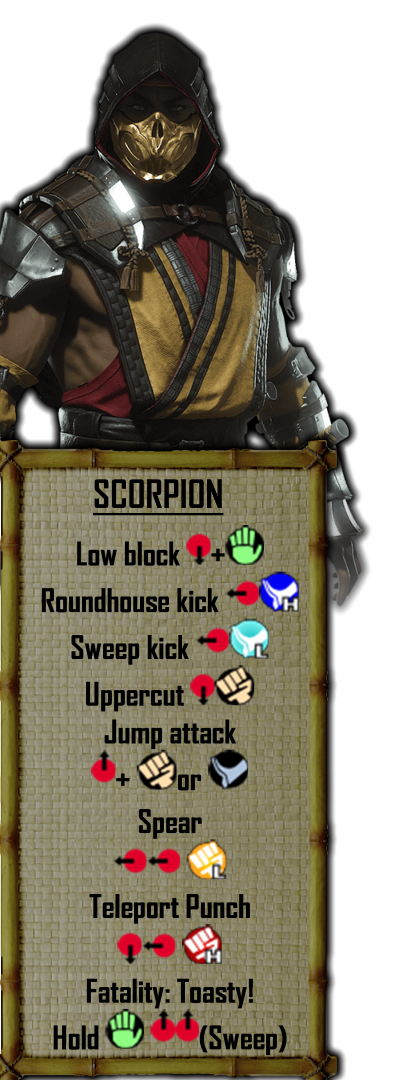 SCORPION
Low block +
Roundhouse kick H
Sweep kick L
Uppercut
Jump attack
+ or
Spear
L
Teleport Punch
H
Fatality: Toasty!
Hold (Sweep)